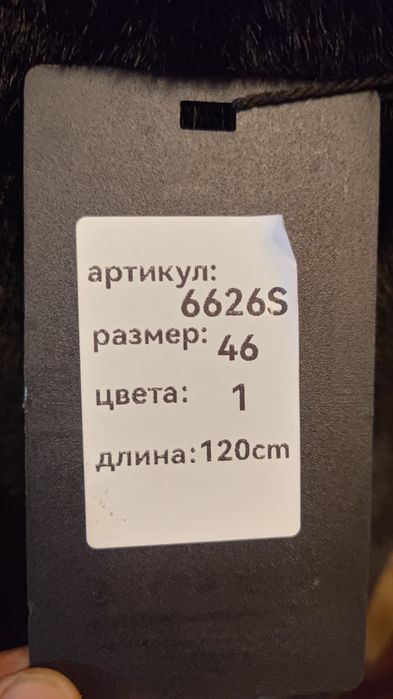 артикул:
6626S
размер: 46
цвета: 1
длина: 120cm